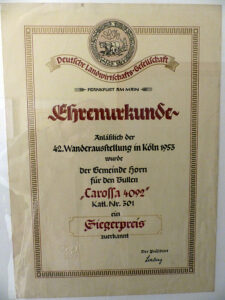 Deutsche Landwirtschafts-Gesellschaft
FRANKFURT AM MAIN
Ehrenurkunde
Anläßlich der
42. Wanderausstellung in Köln 1953
wurde
der Gemeinde Horn
für den Bullen
"Carossa 4092"
Katl. Nr. 301
ein
Siegerpreis
zuerkannt
Der Präsident